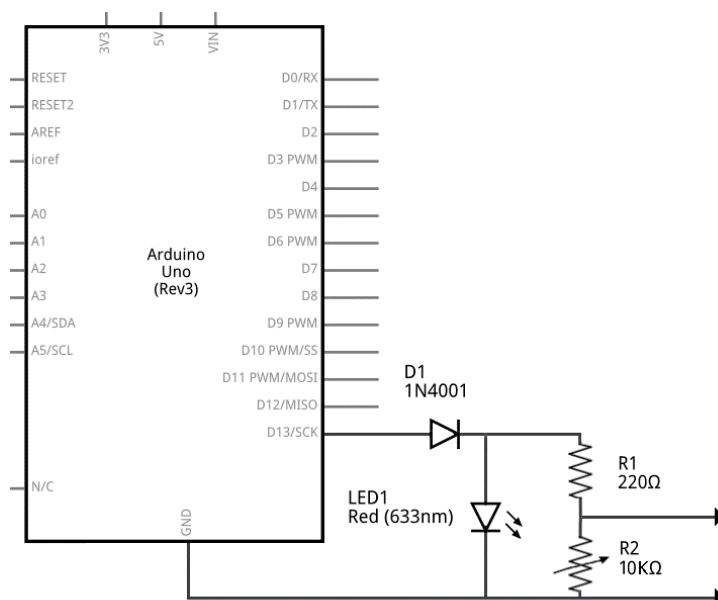 3V3
5V
VIN
RESET
RESET2
AREF
ioref
A0
A1
A2
A3
A4/SDA
A5/SCL
N/C
Arduino
Uno
(Rev3)
D0/RX
D1/TX
D2
D3 PWM
D4
D5 PWM
D6 PWM
D7
D8
D9 PWM
D10 PWM/SS
D11 PWM/MOSI
D12/MISO
D13/SCK
GND
D1
1N4001
LED1
Red (633nm)
R1
220Ω
R2
10KΩ